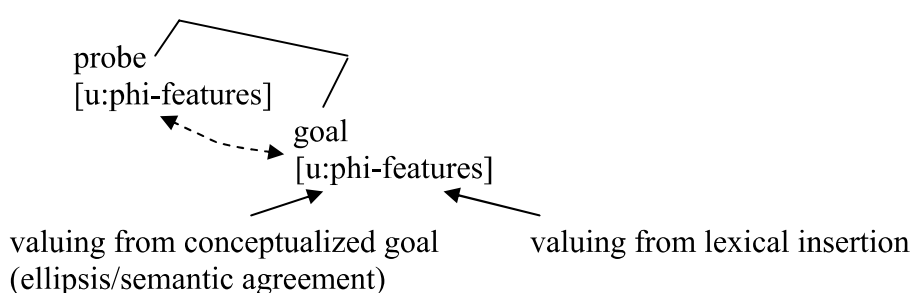 probe
[u:phi-features]
goal
[u:phi-features]
valuing from conceptualized goal valuing from lexical insertion
(ellipsis/semantic agreement)